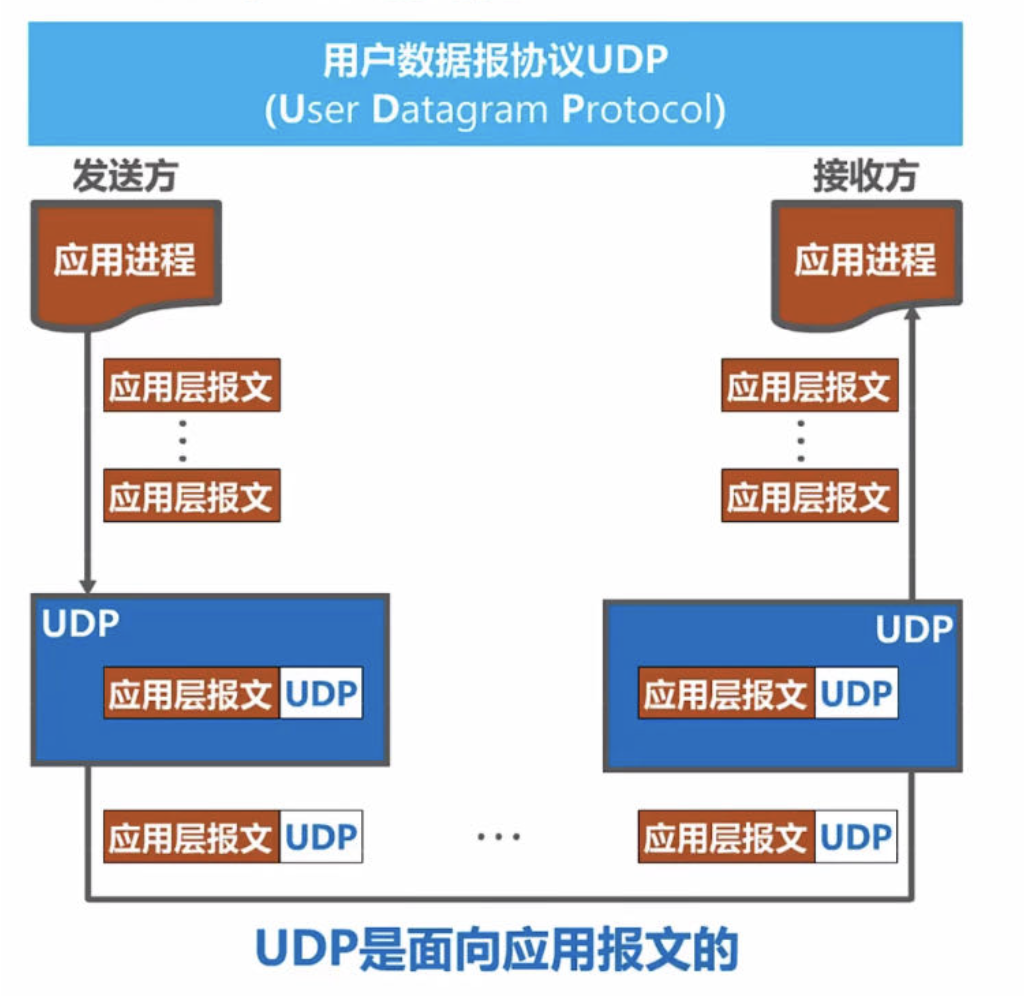 用户数据报协议UDP
(User Datagram Protocol)
发送方
接收方
应用进程
应用进程
应用层报文
应用层报文
应用层报文
应用层报文
UDP
UDP
应用层报文 UDP
应用层报文 UDP
应用层报文 UDP
...
应用层报文 UDP
UDP是面向应用报文的